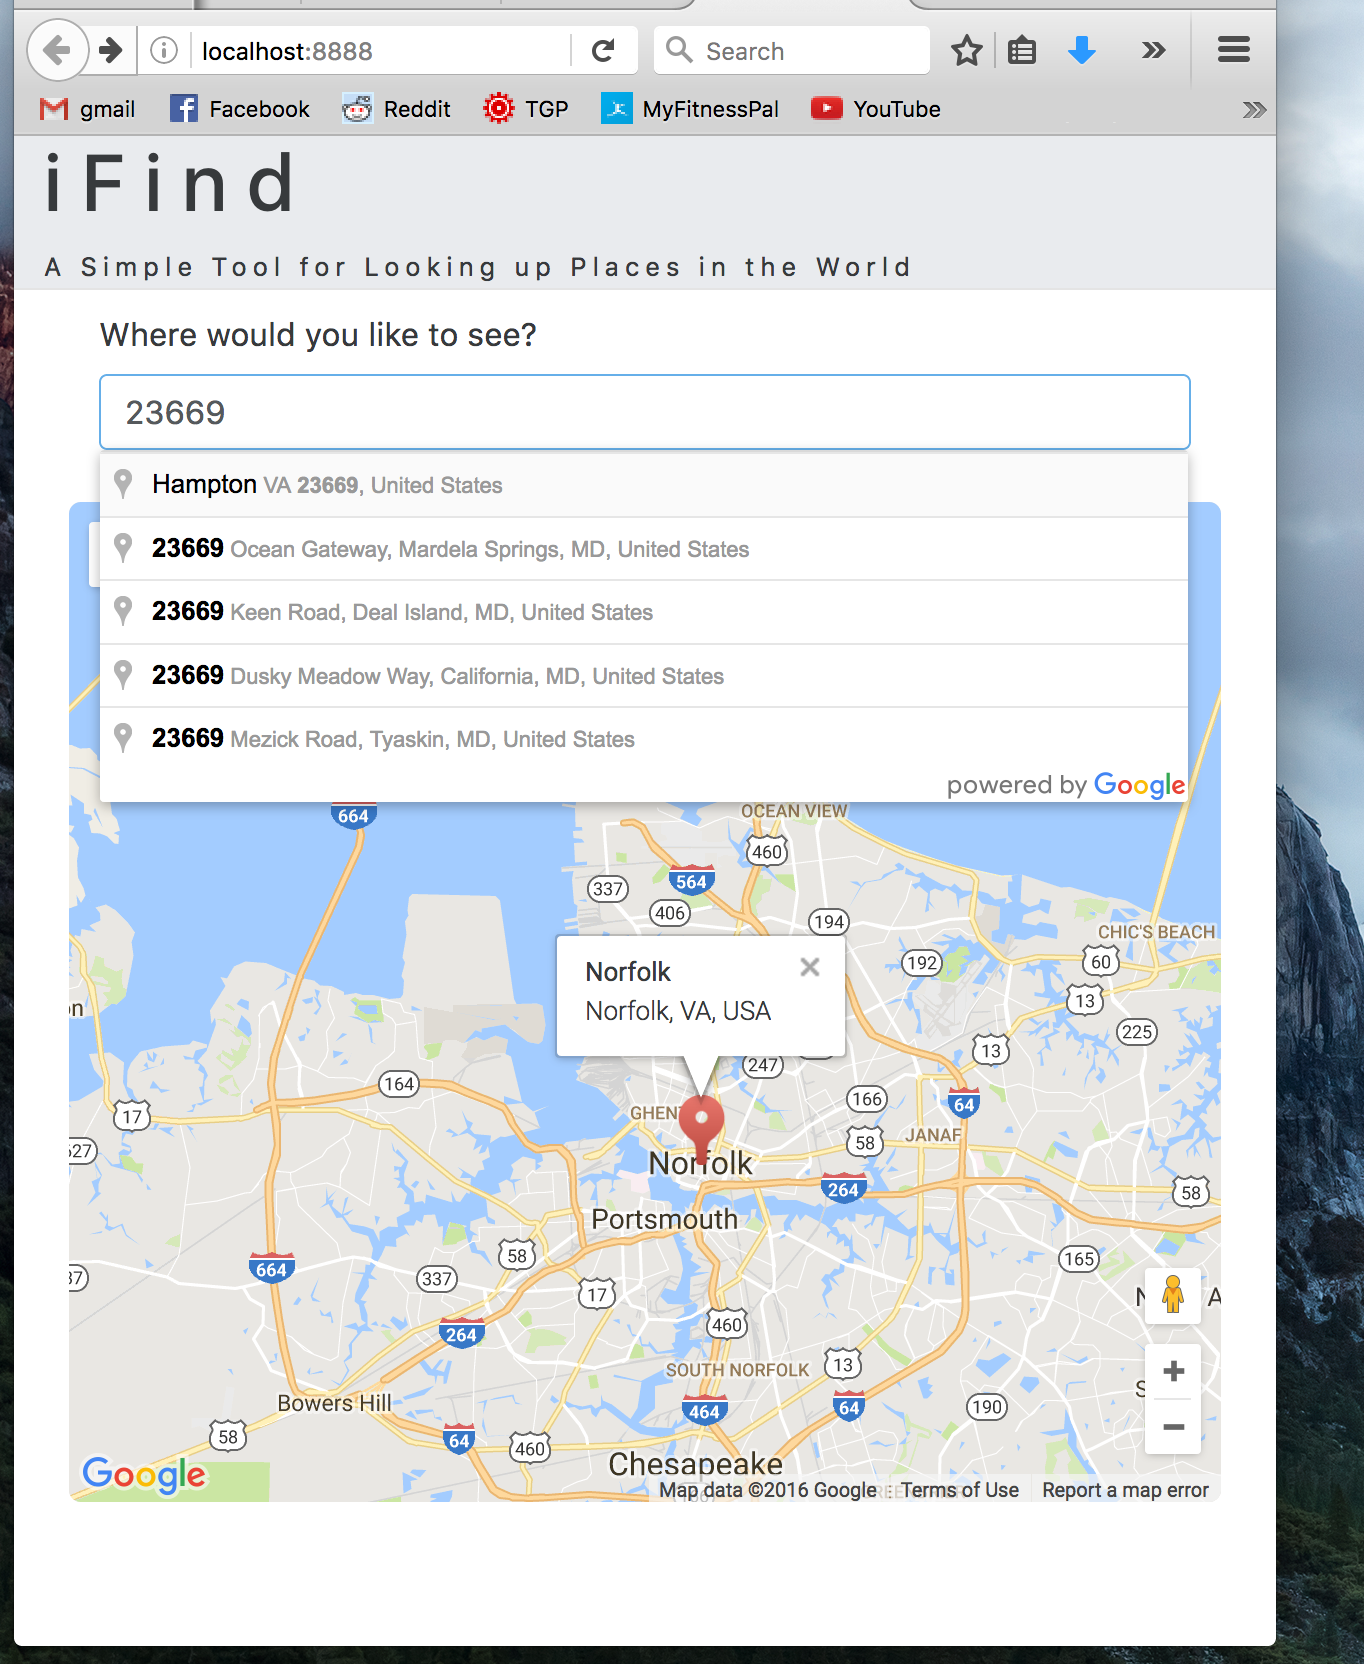 localhost:8888
Search
gmail
Facebook
Reddit
TGP
MyFitnessPal
YouTube
iFind
A Simple Tool for Looking up Places in the World
Where would you like to see?
23669
Hampton VA 23669, United States
23669 Ocean Gateway, Mardela Springs, MD, United States
23669 Keen Road, Deal Island, MD, United States
23669 Dusky Meadow Way, California, MD, United States
23669 Mezick Road, Tyaskin, MD, United States
powered by Google
664
OCEAN VIEW
460
564
337
406
194
CHIC'S BEACH
192
60
Norfolk
Norfolk, VA, USA
13
225
13
247
164
166
64
17
GHENT
58
JANAF
Norfolk
264
58
Portsmouth
58
165
664
337
17
460
264
SOUTH NORFOLK
13
Bowers Hill
464
64
190
58
64
460
Chesapeake
Google
Map data ©2016 Google
Terms of Use
Report a map error